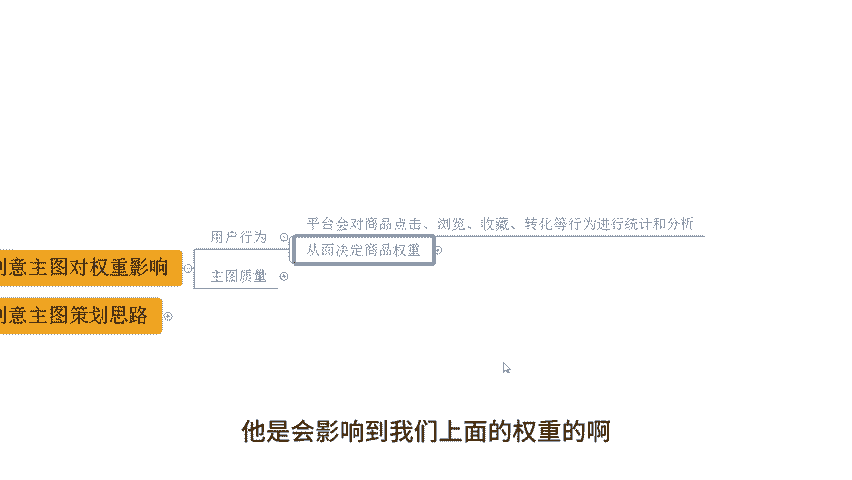 平台会对商品点击、浏览、收藏、转化等行为进行统计和分析
用户行为
从而决定商品权重
创意主图对权重影响
主图质量
创意主图策划思路
他是会影响到我们上面的权重的啊